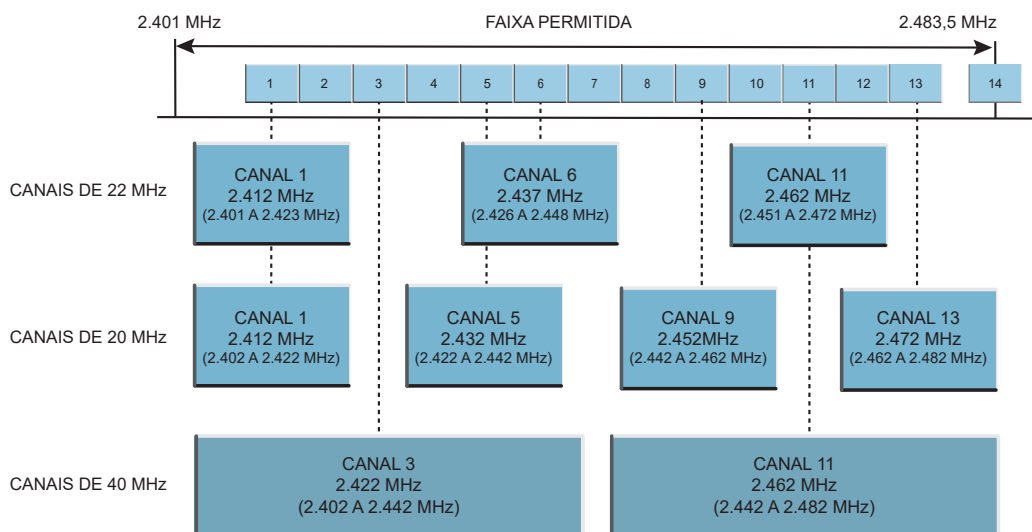 2.401 MHz
FAIXA PERMITIDA
2.483,5 MHz
1 2 3 4 5 6 7 8 9 10 11 12 13 14
CANAIS DE 22 MHz
CANAL 1
2.412 MHz
(2.401 A 2.423 MHz)
CANAL 6
2.437 MHz
(2.426 A 2.448 MHz)
CANAL 11
2.462 MHz
(2.451 A 2.472 MHz)
CANAIS DE 20 MHz
CANAL 1
2.412 MHz
(2.402 A 2.422 MHz)
CANAL 5
2.432 MHz
(2.422 A 2.442 MHz)
CANAL 9
2.452MHz
(2.442 A 2.462 MHz)
CANAL 13
2.472 MHz
(2.462 A 2.482 MHz)
CANAIS DE 40 MHz
CANAL 3
2.422 MHz
(2.402 A 2.442 MHz)
CANAL 11
2.462 MHz
(2.442 A 2.482 MHz)